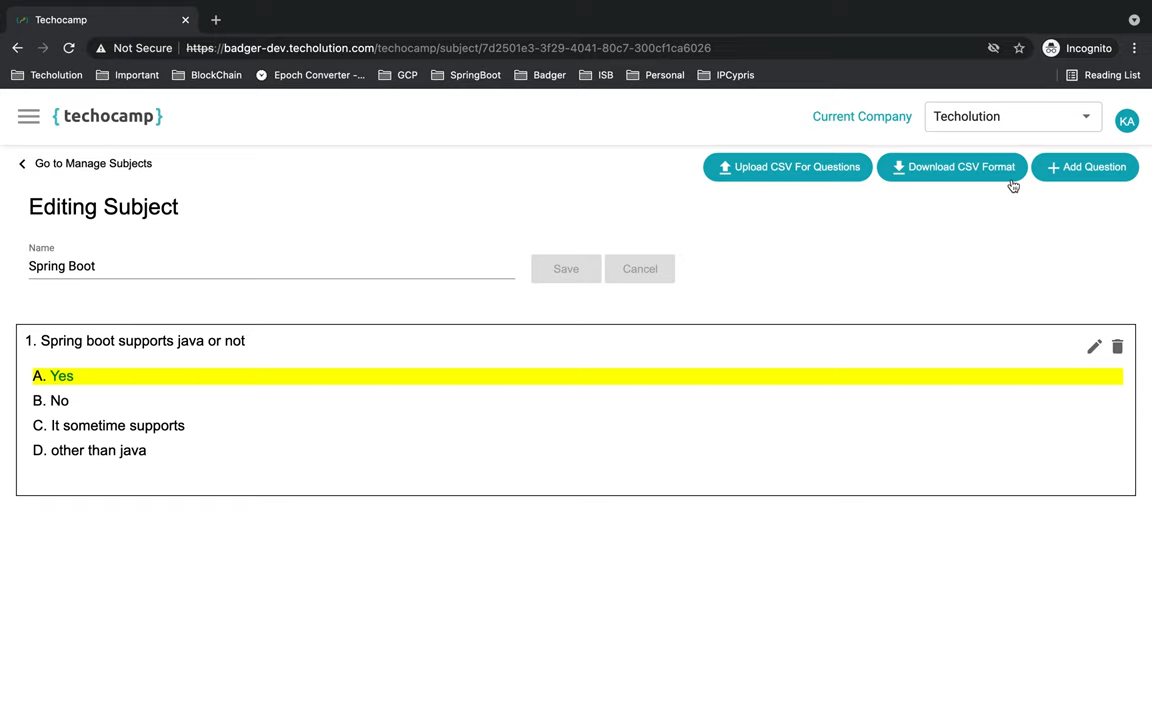 Techocamp
Not Secure
https://badger-dev.techolution.com/techocamp/subject/7d2501e3-3f29-4041-80c7-300cf1ca6026
Incognito
Techolution
Important
BlockChain
Epoch Converter -...
GCP
SpringBoot
Badger
ISB
Personal
IPCypris
Reading List
{techocamp}
Current Company
Techolution
KA
Go to Manage Subjects
Upload CSV For Questions
Download CSV Format
Add Question
Editing Subject
Name
Spring Boot
Save
Cancel
1. Spring boot supports java or not
A. Yes
B. No
C. It sometime supports
D. other than java